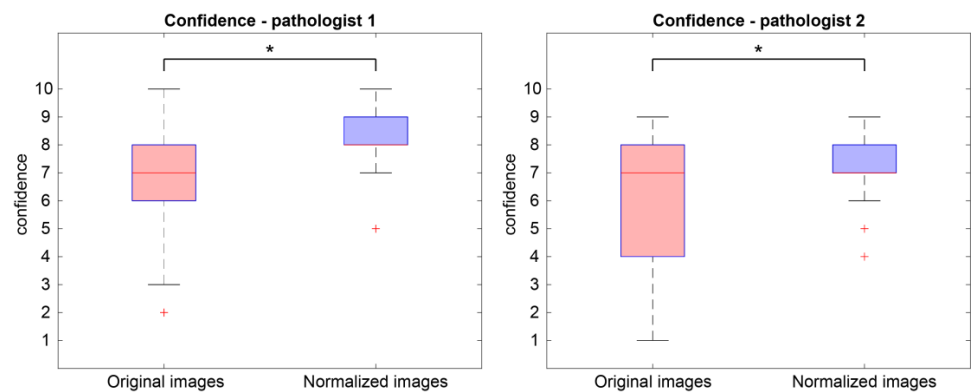 Confidence - pathologist 1
*
10
9
8
7
6
5
4
3
2
1
confidence
Original images
Normalized images
Confidence - pathologist 2
*
10
9
8
7
6
5
4
3
2
1
confidence
Original images
Normalized images